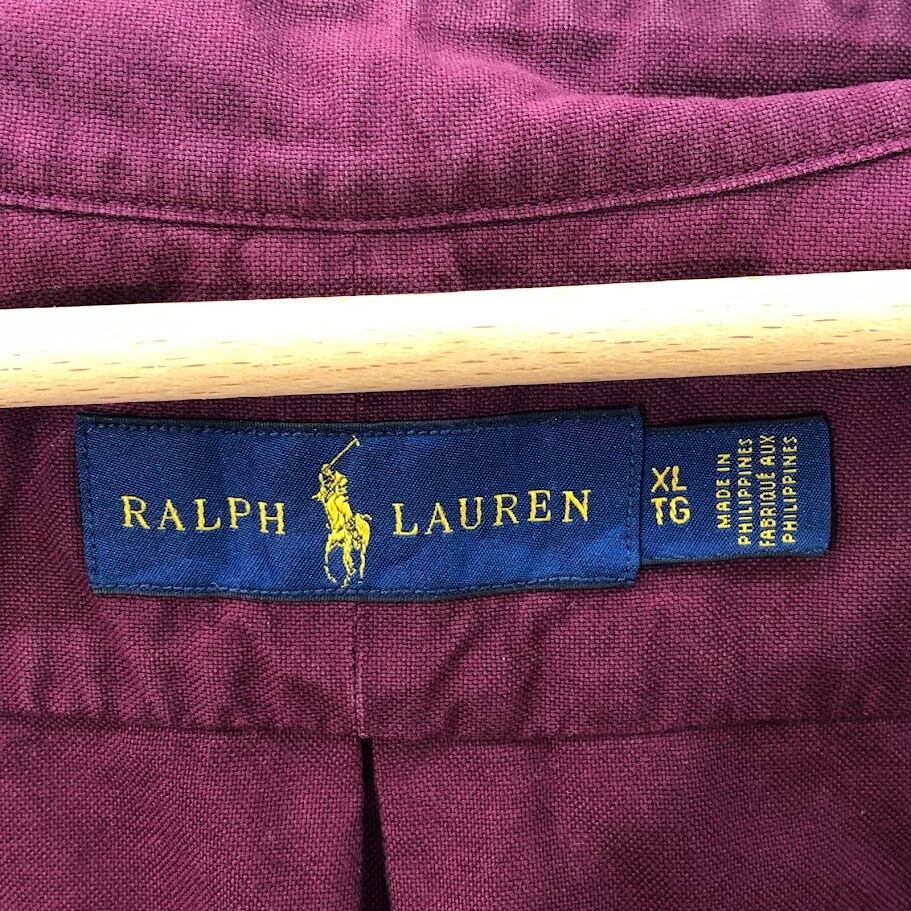 RALPH LAUREN
XL
TG
MADE IN
PHILIPPINES
FABRIQUÉ AUX
PHILIPPINES